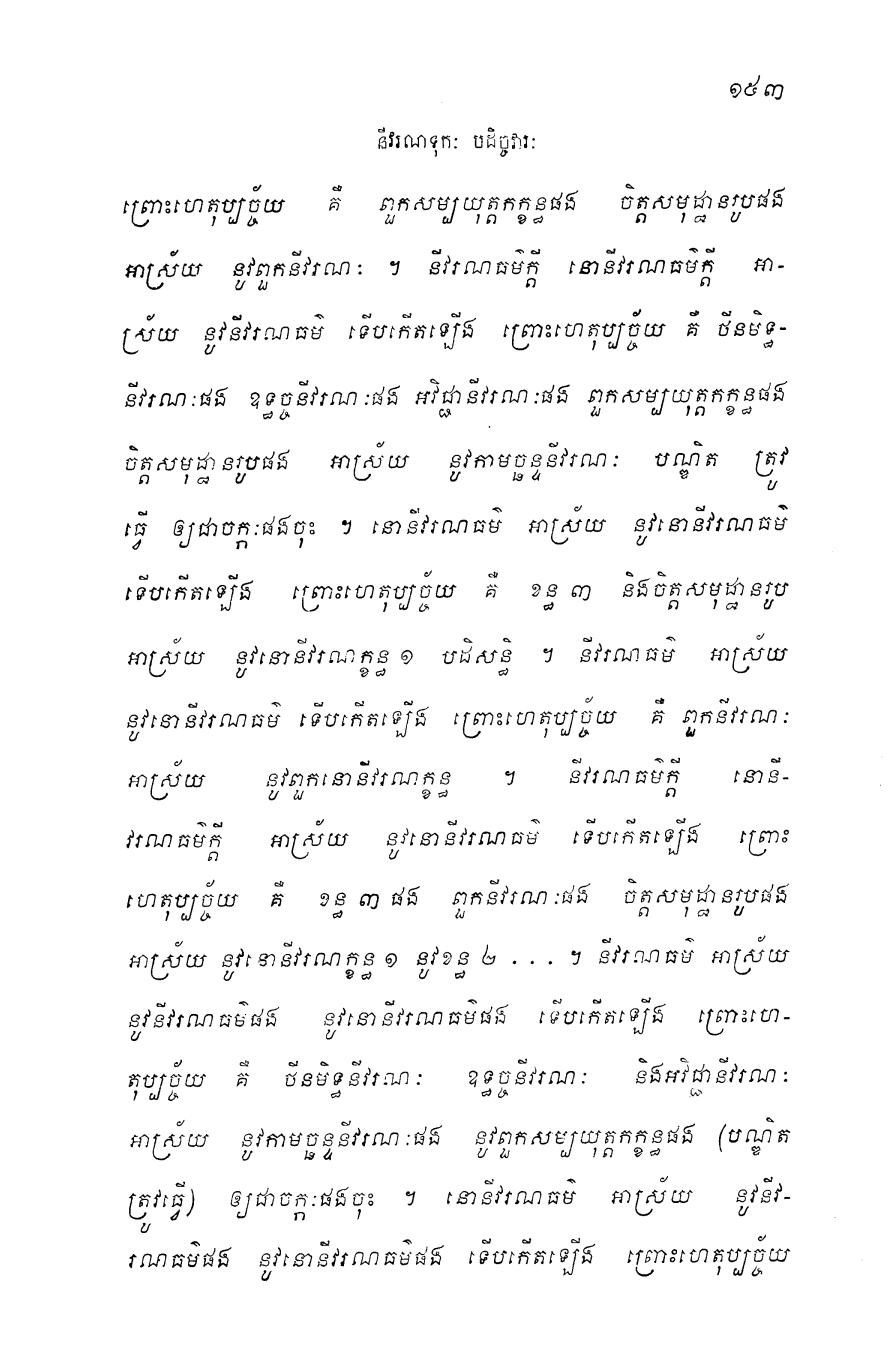 ១៥៣
នីវរណទុកៈ បដិច្ចវារៈ
ព្រោះហេតុប្បច្ច័យ គឺ ពួកសម្បយុត្តកក្ខន្ធផង ចិត្តសមុដ្ឋានរូបផង
អាស្រ័យ នូវពួកនីវរណៈ ។ នីវរណធម៌ក្តី នោនីវរណធម៌ក្តី អា-
ស្រ័យ នូវនីវរណធម៌ ទើបកើតឡើង ព្រោះហេតុប្បច្ច័យ គឺ ថីនមិទ្ធ-
នីវរណៈផង ឧទ្ធច្ចនីវរណៈផង អវិជ្ជានីវរណៈផង ពួកសម្បយុត្តកក្ខន្ធផង
ចិត្តសមុដ្ឋានរូបផង អាស្រ័យ នូវកាមច្ឆន្ទនីវរណៈ បណ្ឌិត ត្រូវ
ធ្វើ ឲ្យជាចក្កៈផងចុះ ។ នោនីវរណធម៌ អាស្រ័យ នូវនោនីវរណធម៌
ទើបកើតឡើង ព្រោះហេតុប្បច្ច័យ គឺ ខន្ធ ៣ និងចិត្តសមុដ្ឋានរូប
អាស្រ័យ នូវនោនីវរណក្ខន្ធ ១ បដិសន្ធិ ។ នីវរណធម៌ អាស្រ័យ
នូវនោនីវរណធម៌ ទើបកើតឡើង ព្រោះហេតុប្បច្ច័យ គឺ ពួកនីវរណៈ
អាស្រ័យ នូវពួកនោនីវរណក្ខន្ធ ។ នីវរណធម៌ក្តី នោនី-
វរណធម៌ក្តី អាស្រ័យ នូវនោនីវរណធម៌ ទើបកើតឡើង ព្រោះ
ហេតុប្បច្ច័យ គឺ ខន្ធ ៣ ផង ពួកនីវរណៈផង ចិត្តសមុដ្ឋានរូបផង
អាស្រ័យ នូវនោនីវរណក្ខន្ធ ១ នូវខន្ធ ២ . . . ។ នីវរណធម៌ អាស្រ័យ
នូវនីវរណធម៌ផង នូវនោនីវរណធម៌ផង ទើបកើតឡើង ព្រោះហេ-
តុប្បច្ច័យ គឺ ថីនមិទ្ធនីវរណៈ ឧទ្ធច្ចនីវរណៈ និងអវិជ្ជានីវរណៈ
អាស្រ័យ នូវកាមច្ឆន្ទនីវរណៈផង នូវពួកសម្បយុត្តកក្ខន្ធផង (បណ្ឌិត
ត្រូវធ្វើ) ឲ្យជាចក្កៈផងចុះ ។ នោនីវរណធម៌ អាស្រ័យ នូវនីវ-
រណធម៌ផង នូវនោនីវរណធម៌ផង ទើបកើតឡើង ព្រោះហេតុប្បច្ច័យ